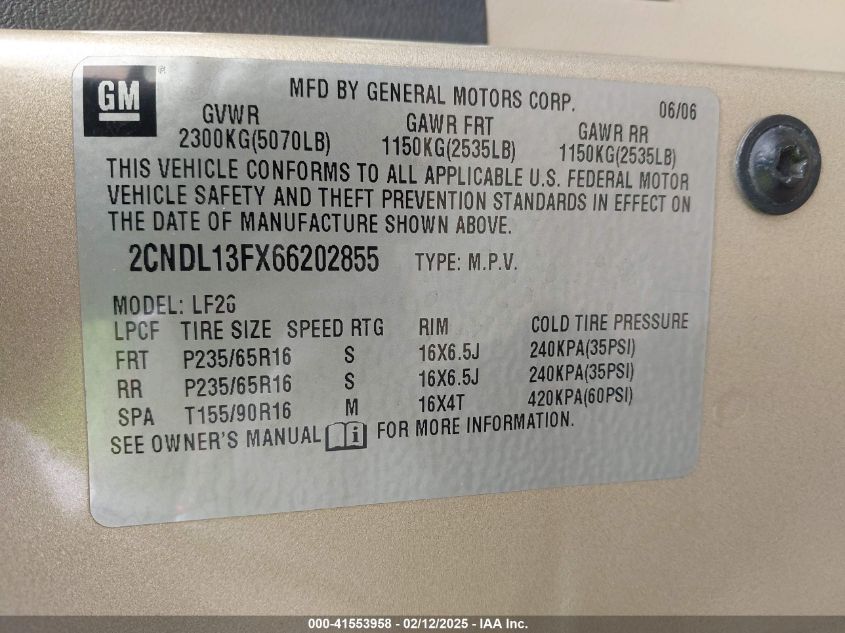 GM ® MFD BY GENERAL MOTORS CORP. 06/06
GVWR GAWR FRT GAWR RR
2300KG(5070LB) 1150KG(2535LB) 1150KG(2535LB)
THIS VEHICLE CONFORMS TO ALL APPLICABLE U.S. FEDERAL MOTOR
VEHICLE SAFETY AND THEFT PREVENTION STANDARDS IN EFFECT ON
THE DATE OF MANUFACTURE SHOWN ABOVE.
2CNDL13FX66202855 TYPE: M.P.V.
MODEL: LF26
LPCF TIRE SIZE SPEED RTG RIM COLD TIRE PRESSURE
FRT P235/65R16 S 16X6.5J 240KPA(35PSI)
RR P235/65R16 S 16X6.5J 240KPA(35PSI)
SPA T155/90R16 M 16X4T 420KPA(60PSI)
SEE OWNER'S MANUAL i FOR MORE INFORMATION.
000-41553958 - 02/12/2025 - IAA Inc.